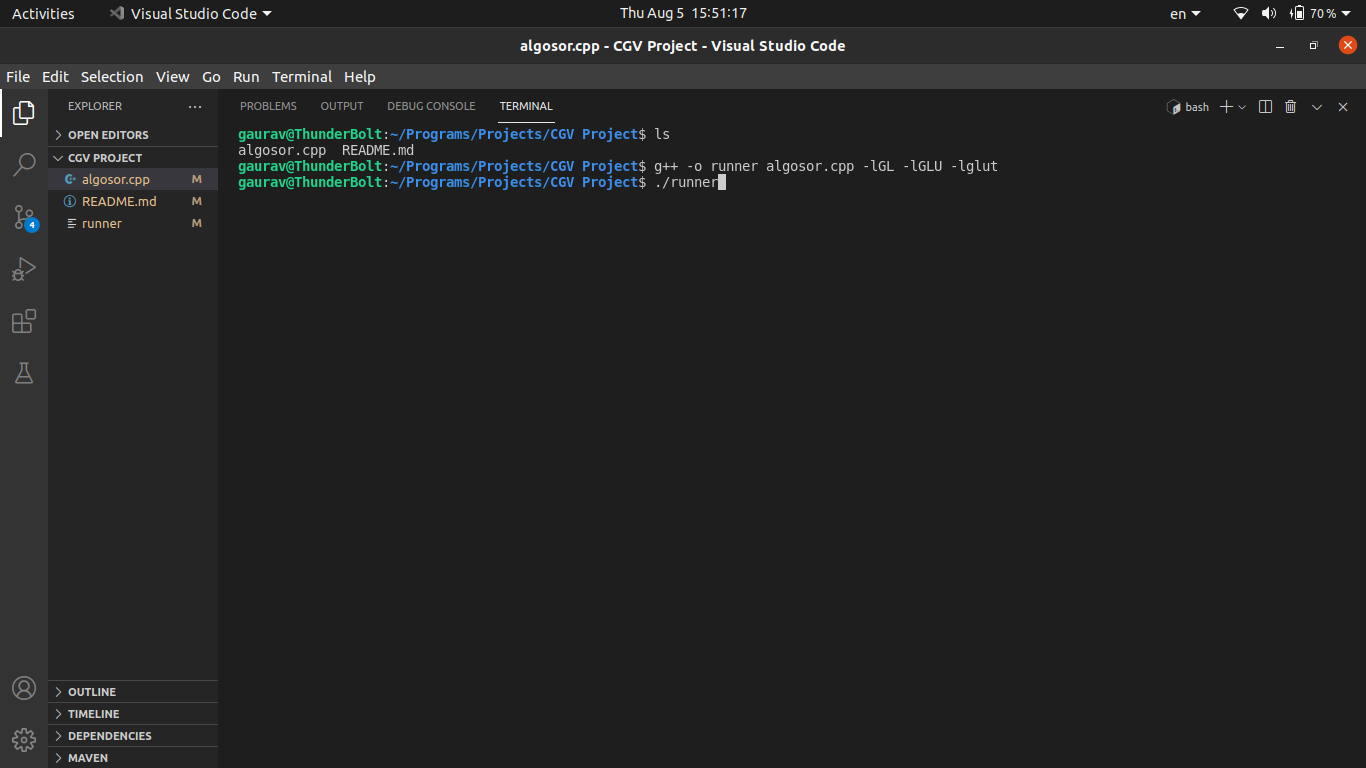 Activities Visual Studio Code Thu Aug 5 15:51:17 en 70 %
algosor.cpp - CGV Project - Visual Studio Code
File Edit Selection View Go Run Terminal Help
EXPLORER
OPEN EDITORS
CGV PROJECT
algosor.cpp M
README.md M
runner M
4
OUTLINE
TIMELINE
DEPENDENCIES
MAVEN
PROBLEMS OUTPUT DEBUG CONSOLE TERMINAL bash
gaurav@ThunderBolt:~/Programs/Projects/CGV Project$ ls
algosor.cpp README.md
gaurav@ThunderBolt:~/Programs/Projects/CGV Project$ g++ -o runner algosor.cpp -lGL -lGLU -lglut
gaurav@ThunderBolt:~/Programs/Projects/CGV Project$ ./runner